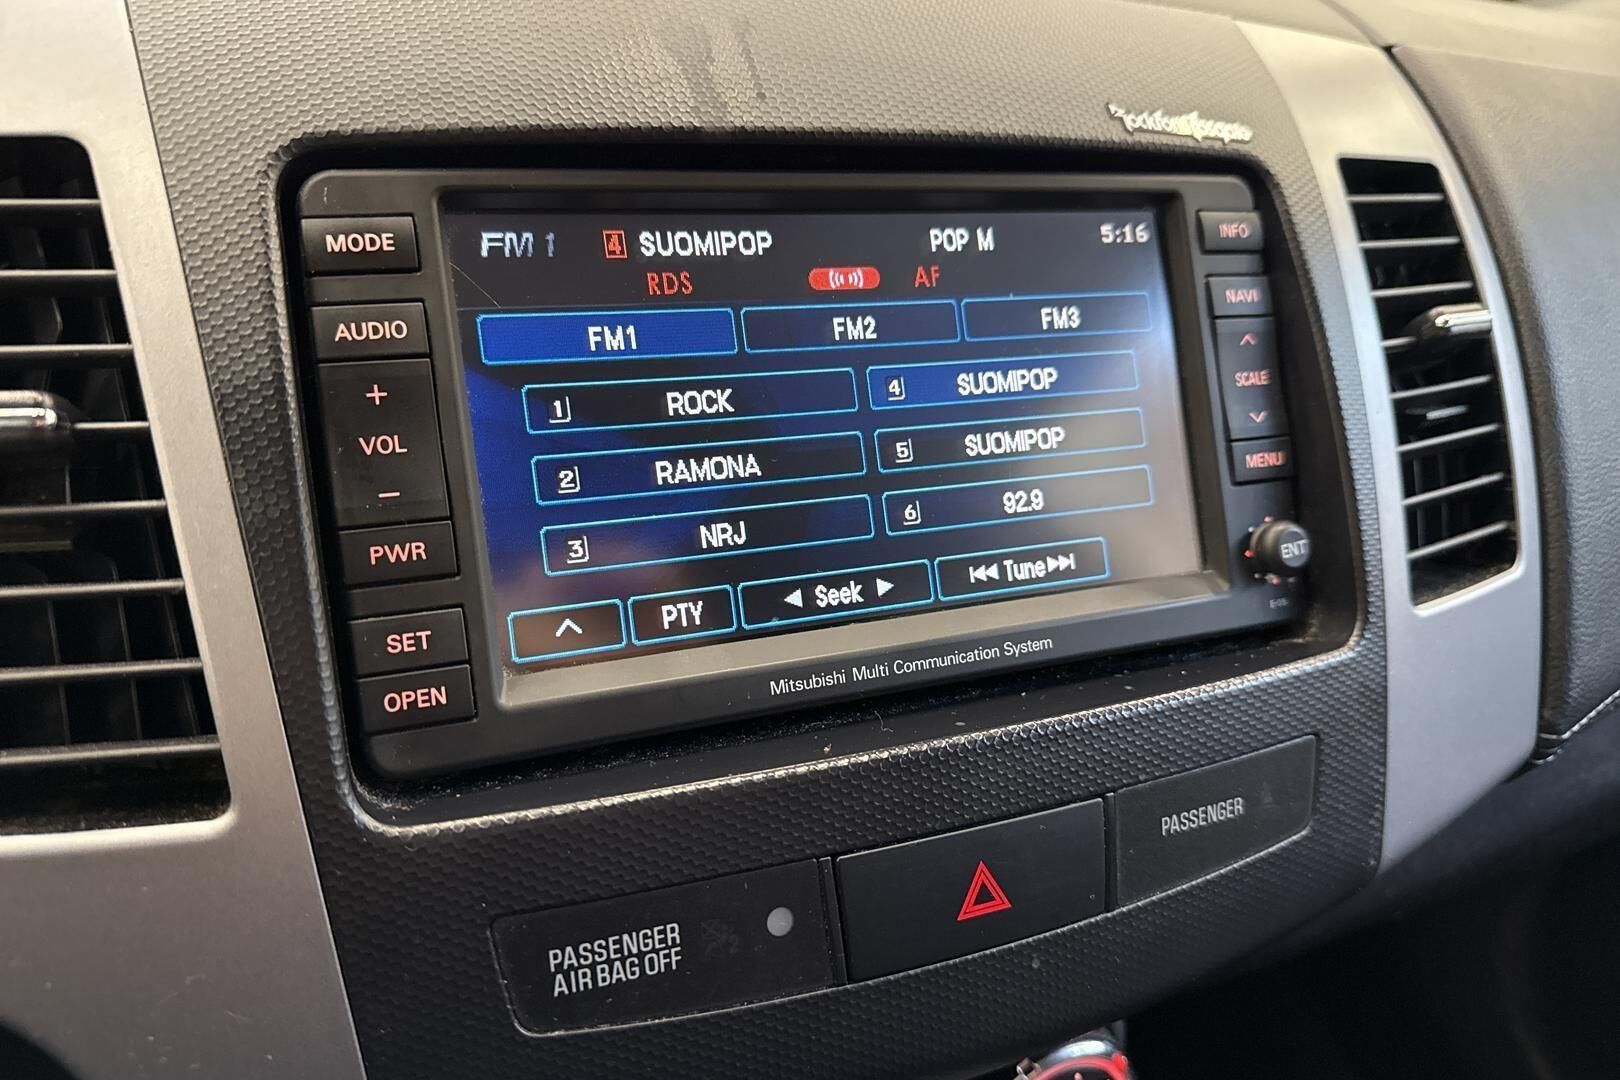 Rockford Fosgate
MODE
AUDIO
+
VOL
−
PWR
SET
OPEN
FM 1 4 SUOMIPOP POP M 5:16
RDS AF
FM1 FM2 FM3
1 ROCK 4 SUOMIPOP
2 RAMONA 5 SUOMIPOP
3 NRJ 6 92.9
PTY ◀ Seek ▶ Tune
Mitsubishi Multi Communication System
INFO
NAVI
SCALE
MENU
ENT
PASSENGER
AIR BAG OFF
PASSENGER